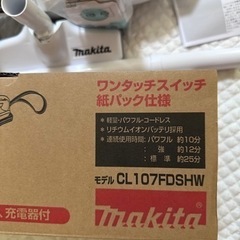 makita
ワンタッチスイッチ
紙パック仕様
＊軽量・パワフル・コードレス
＊リチウムイオンバッテリ採用
＊連続使用時間: パワフル 約10分
強 約12分
標準 約25分
モデル CL107FDSHW
makita
充電器付